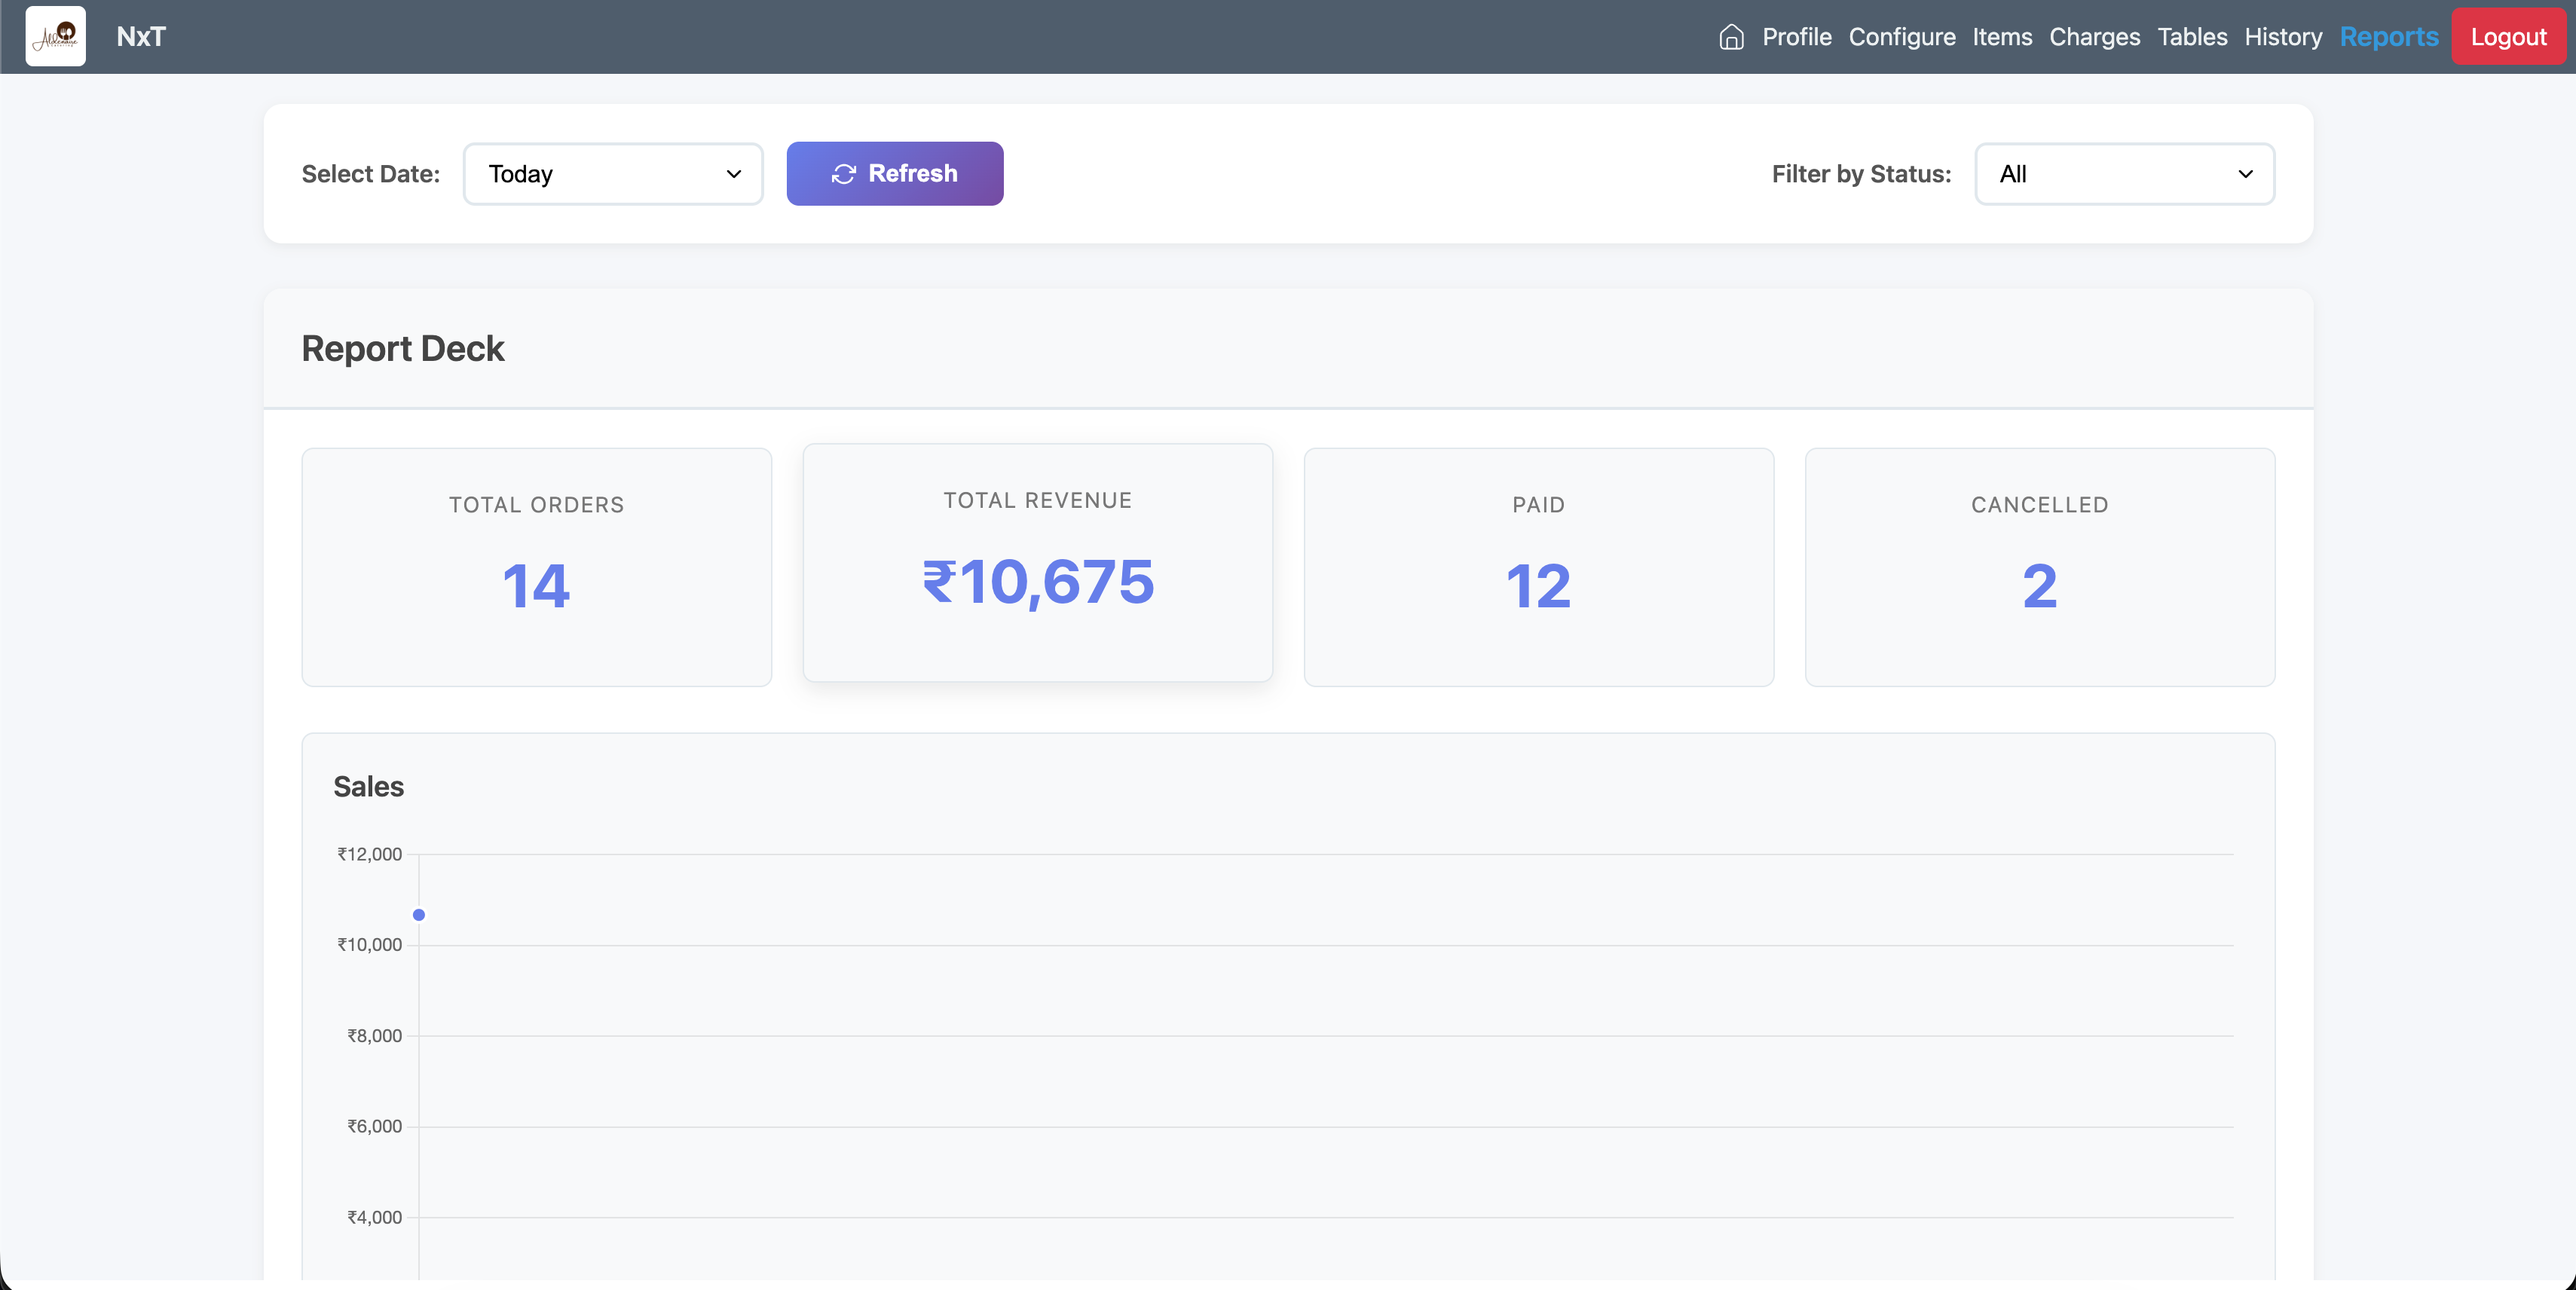 NxT
Profile Configure Items Charges Tables History Reports Logout
Select Date: Today Refresh Filter by Status: All
Report Deck
TOTAL ORDERS
14
TOTAL REVENUE
₹10,675
PAID
12
CANCELLED
2
Sales
₹12,000
₹10,000
₹8,000
₹6,000
₹4,000